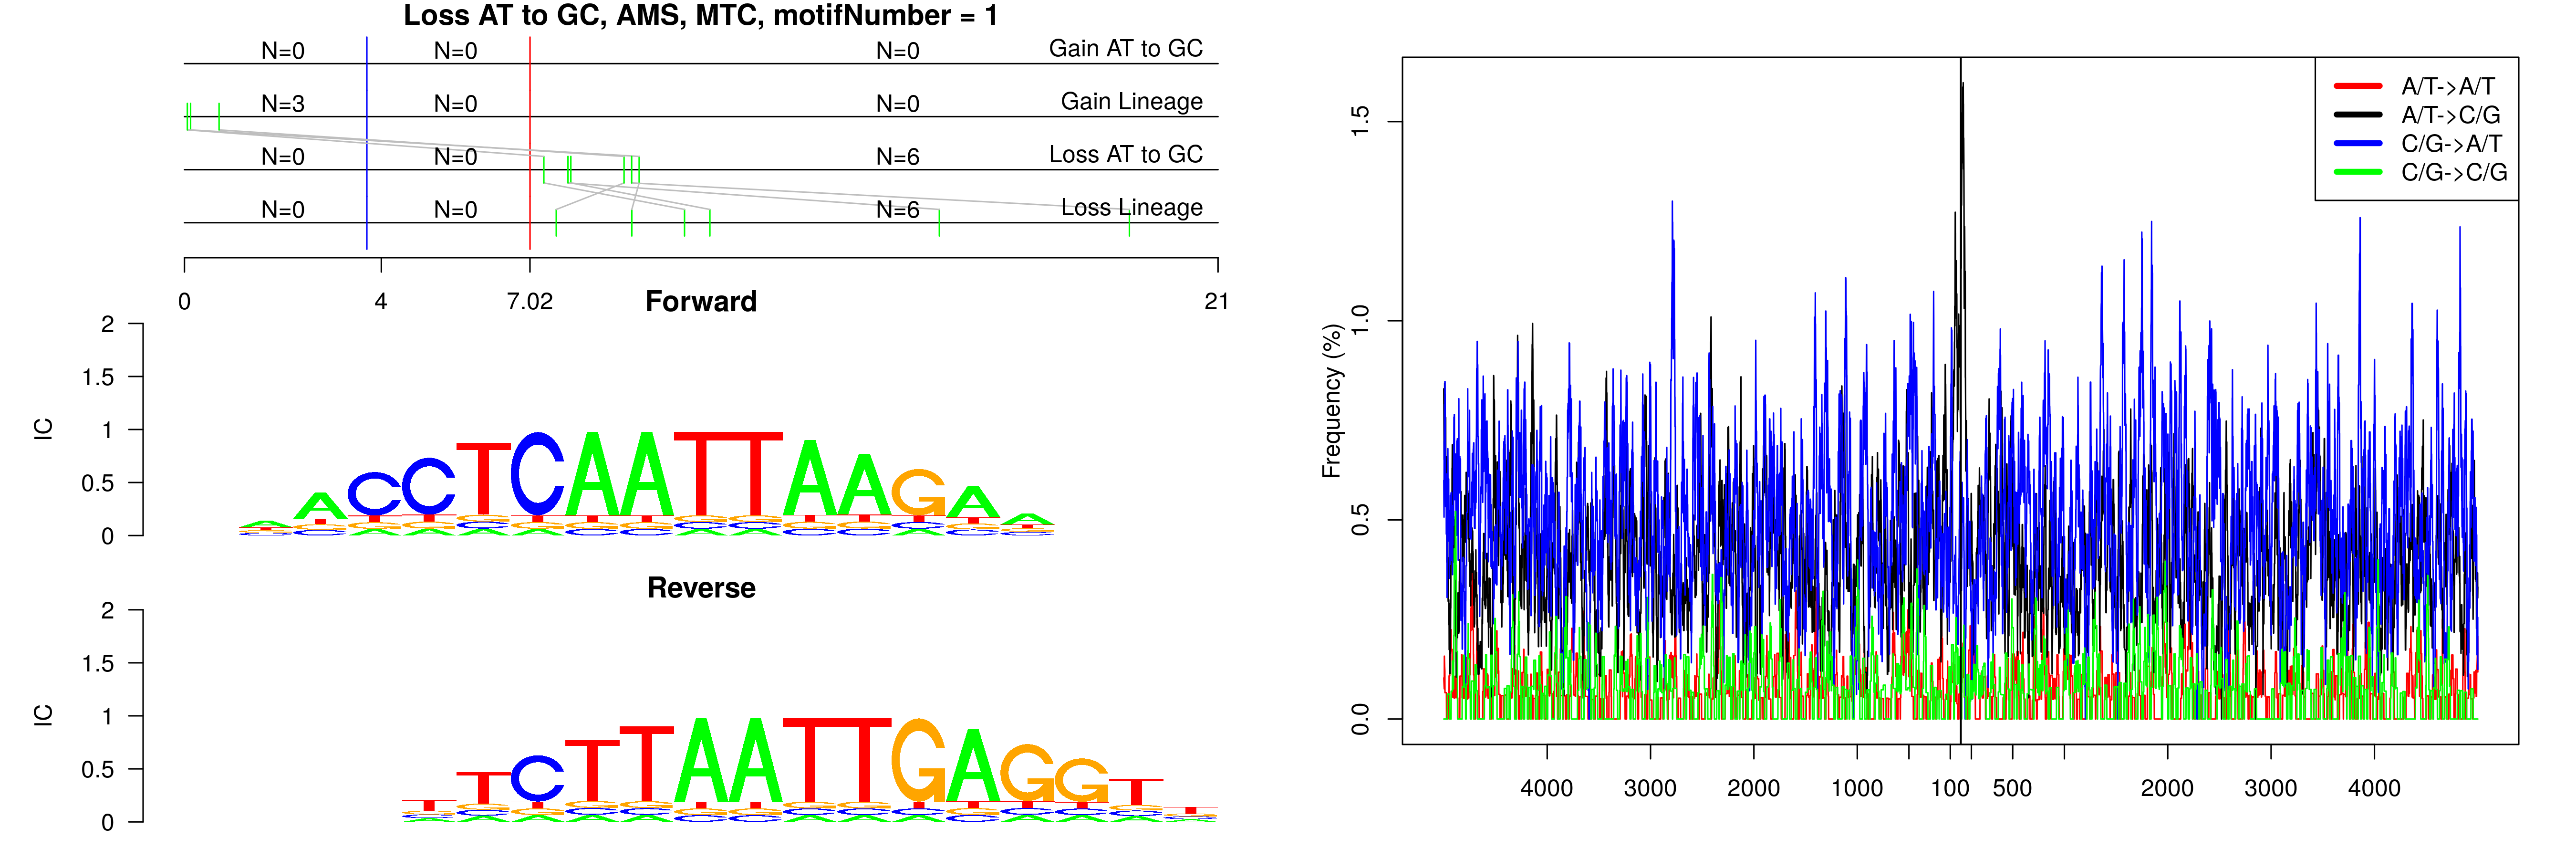 Loss AT to GC, AMS, MTC, motifNumber = 1
N=0 N=0 N=0 Gain AT to GC
N=3 N=0 N=0 Gain Lineage
N=0 N=0 N=6 Loss AT to GC
N=0 N=0 N=6 Loss Lineage
0 4 7.02 21
Forward
2
1.5
1
0.5
0
IC
ACCTCAATTAAGAA
Reverse
2
1.5
1
0.5
0
IC
TTCTTAATTGAGGT
A/T->A/T
A/T->C/G
C/G->A/T
C/G->C/G
1.5
1.0
0.5
0.0
Frequency (%)
4000 3000 2000 1000 100 500 2000 3000 4000